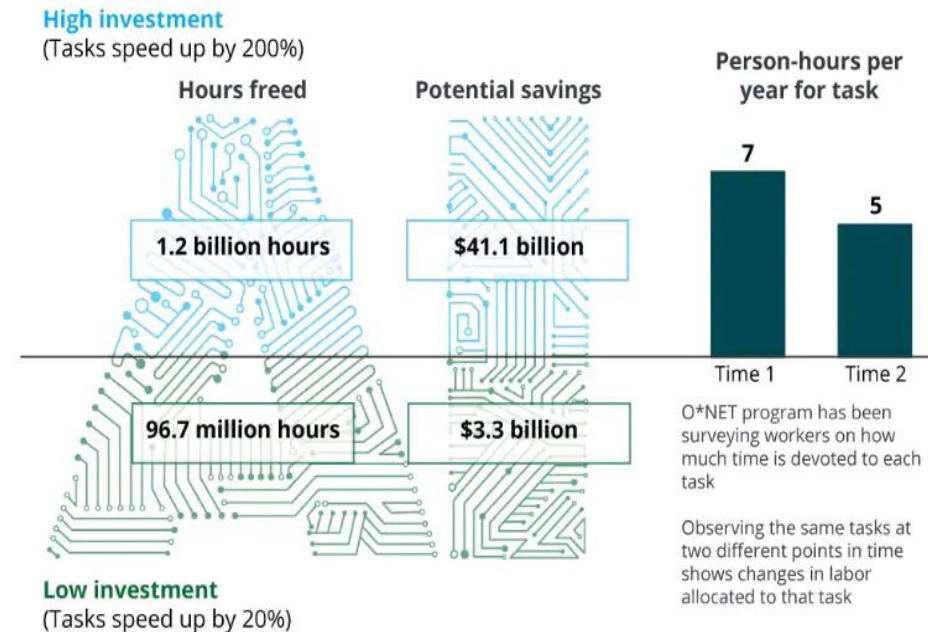 High investment
(Tasks speed up by 200%)
Hours freed
Potential savings
1.2 billion hours
$41.1 billion
96.7 million hours
$3.3 billion
Low investment
(Tasks speed up by 20%)
Person-hours per
year for task
7
5
Time 1
Time 2
O*NET program has been
surveying workers on how
much time is devoted to each
task
Observing the same tasks at
two different points in time
shows changes in labor
allocated to that task